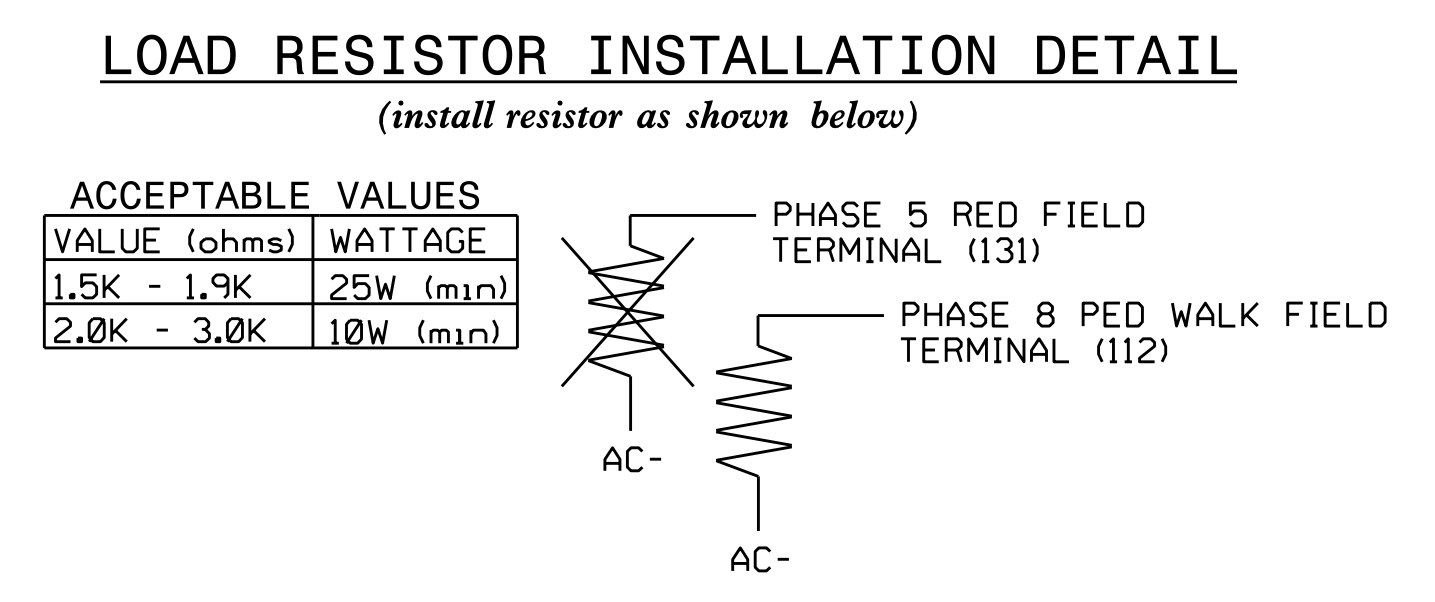 LOAD RESISTOR INSTALLATION DETAIL
(install resistor as shown below)
ACCEPTABLE VALUES
VALUE (ohms) WATTAGE
1.5K - 1.9K 25W (min)
2.0K - 3.0K 10W (min)
PHASE 5 RED FIELD
TERMINAL (131)
AC-
PHASE 8 PED WALK FIELD
TERMINAL (112)
AC-